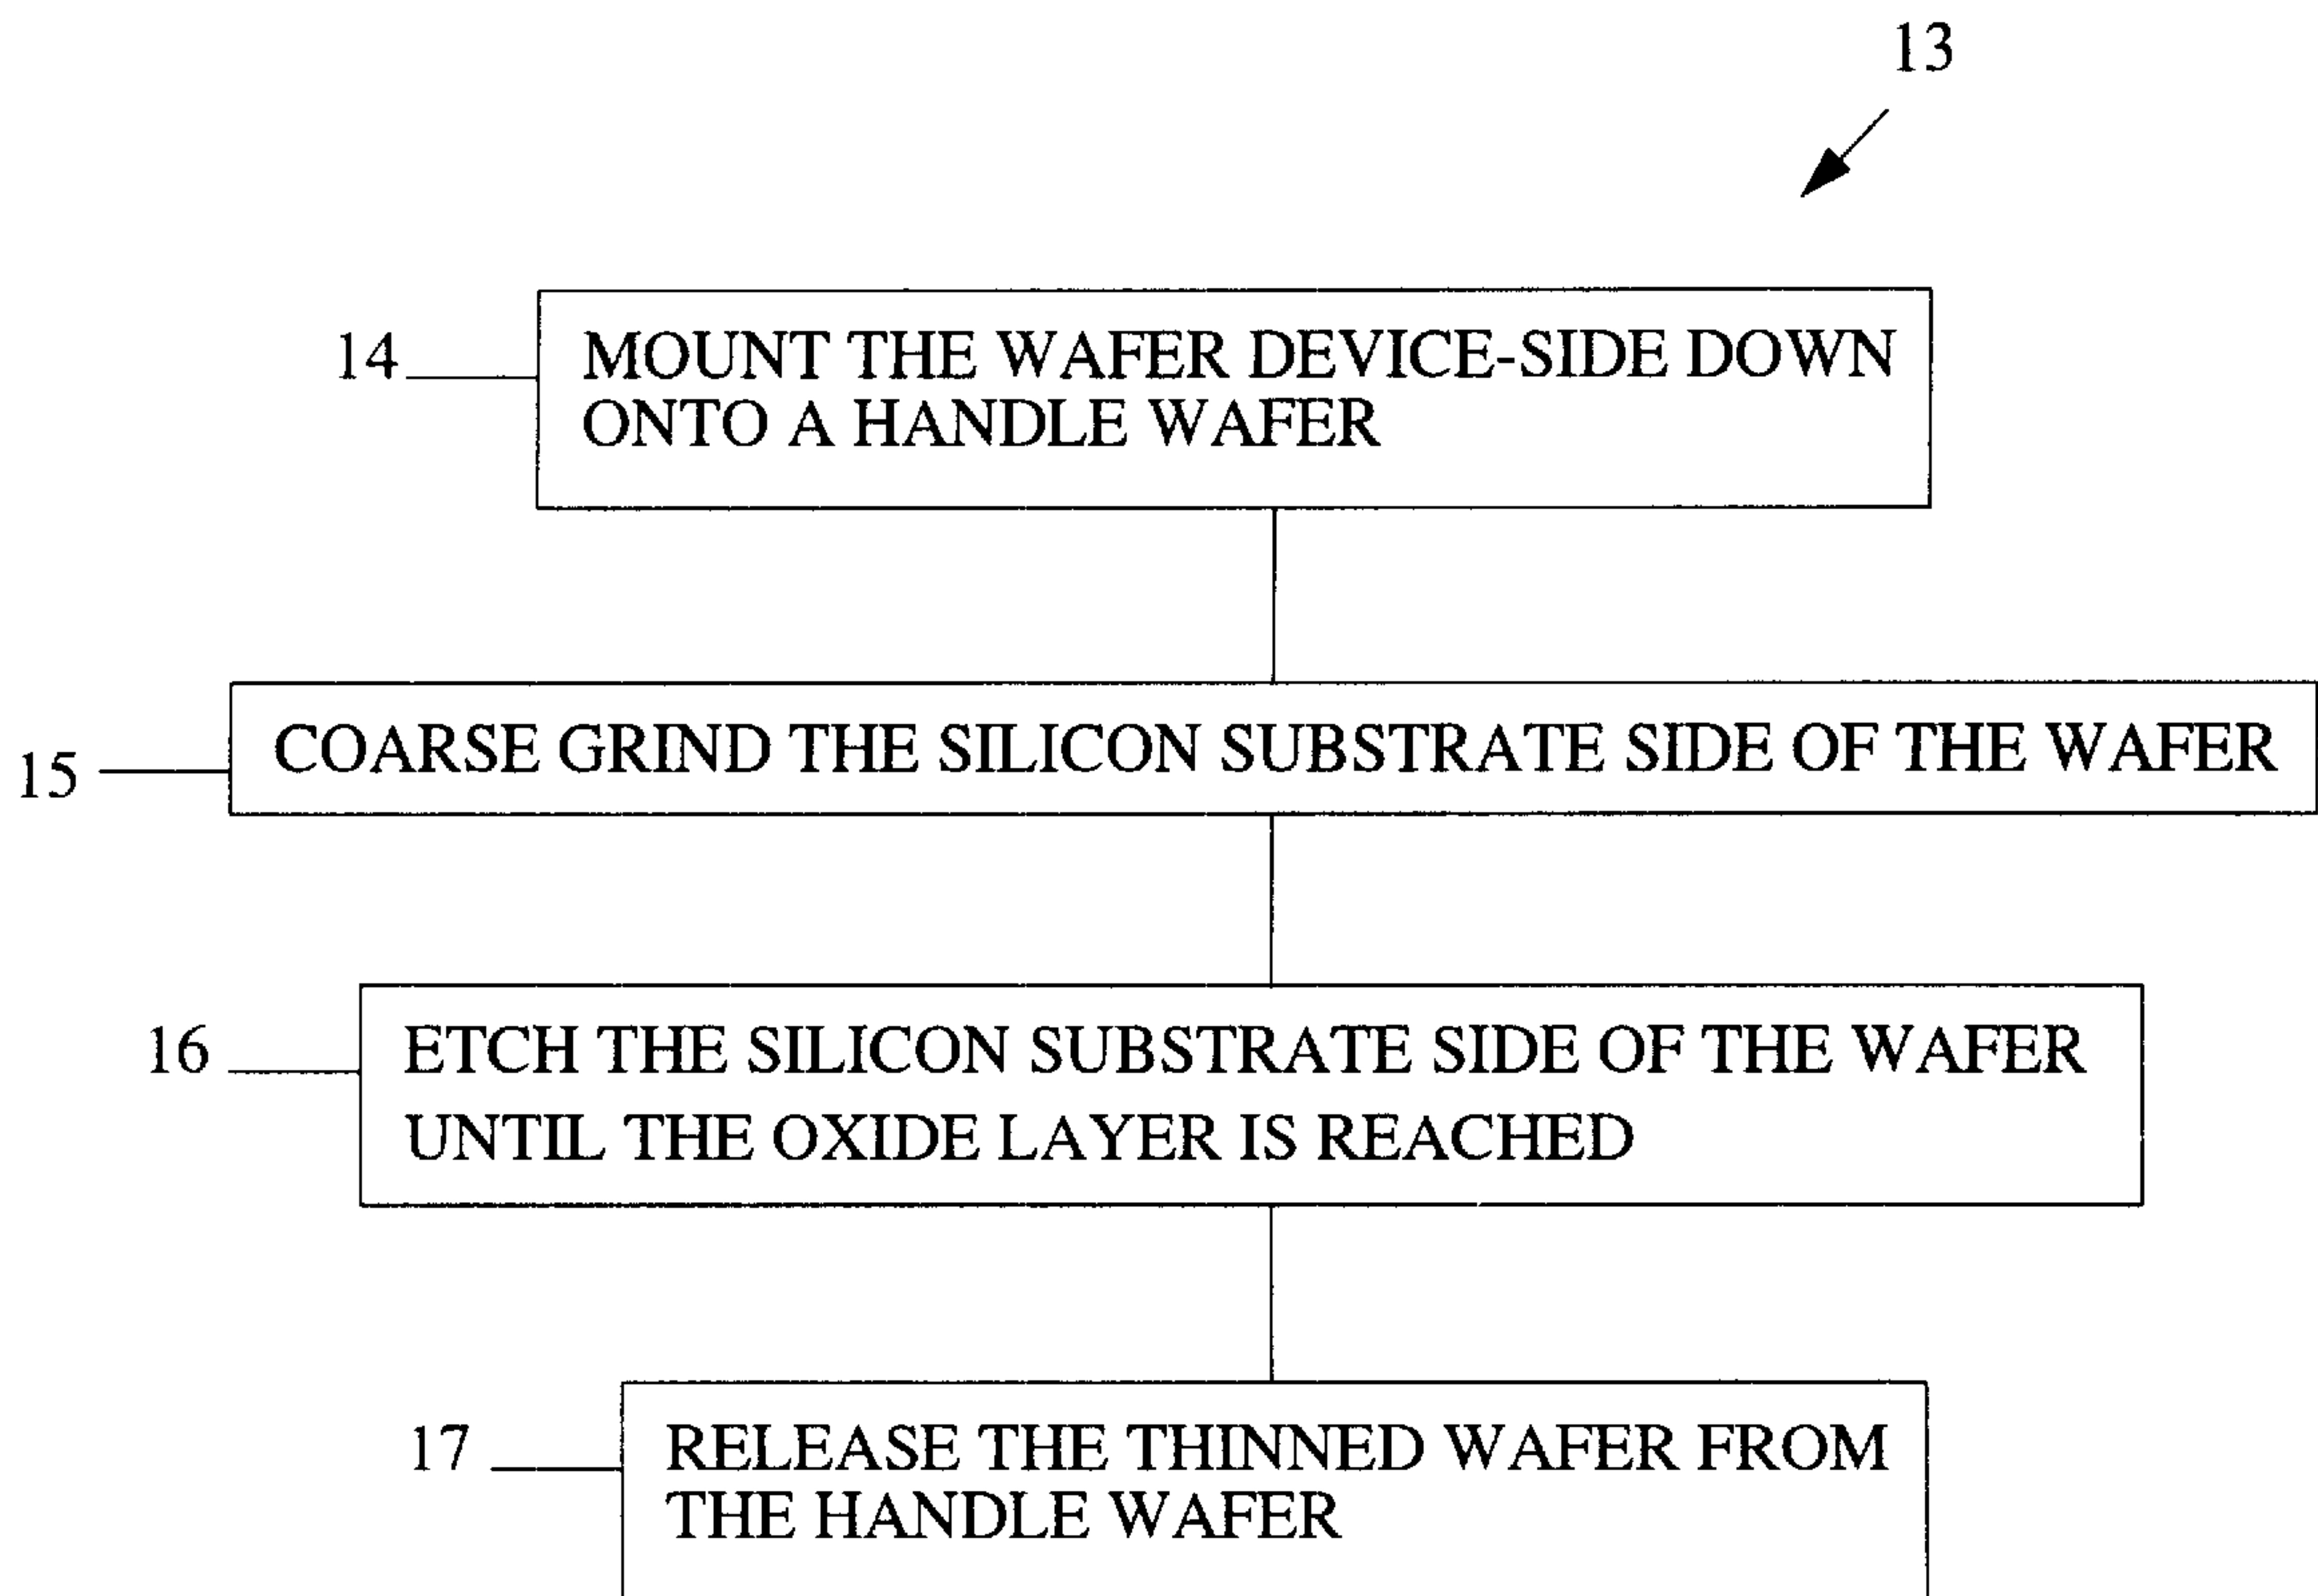 13
14
MOUNT THE WAFER DEVICE-SIDE DOWN
ONTO A HANDLE WAFER
15
COARSE GRIND THE SILICON SUBSTRATE SIDE OF THE WAFER
16
ETCH THE SILICON SUBSTRATE SIDE OF THE WAFER
UNTIL THE OXIDE LAYER IS REACHED
17
RELEASE THE THINNED WAFER FROM
THE HANDLE WAFER